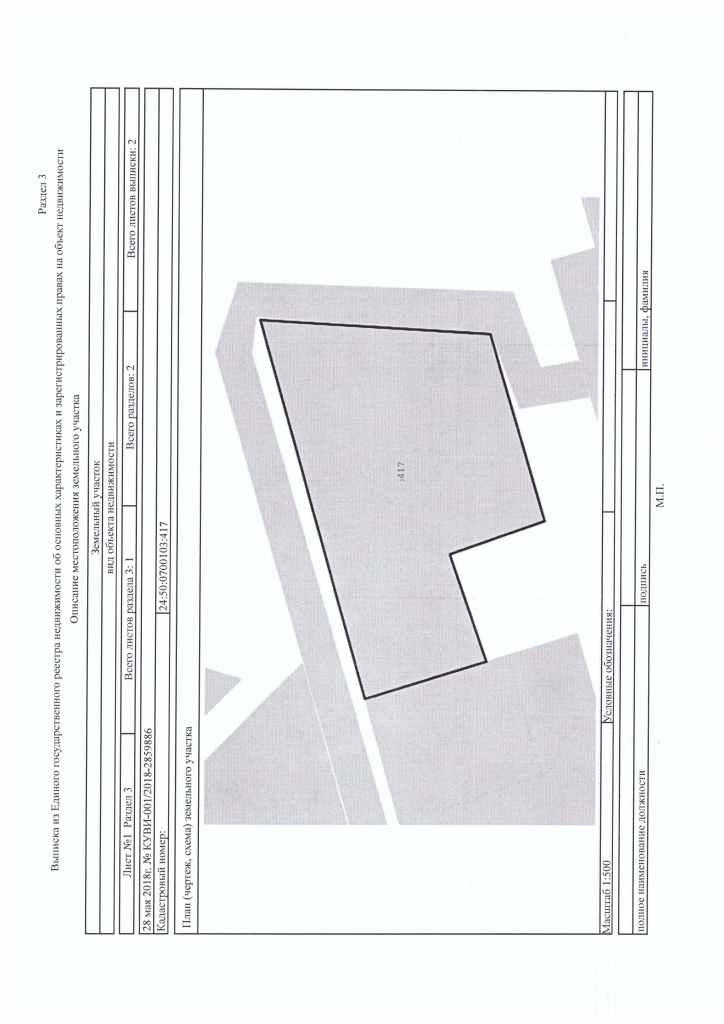 Раздел 3
Выписка из Единого государственного реестра недвижимости об основных характеристиках и зарегистрированных правах на объект недвижимости
Описание местоположения земельного участка
Земельный участок
вид объекта недвижимости
Лист №1 Раздел 3 Всего листов раздела 3: 1 Всего разделов: 2 Всего листов выписки: 2
28 мая 2018г. № КУВИ-001/2018-2859886
Кадастровый номер: 24:50:0700103:417
План (чертеж, схема) земельного участка
:417
Масштаб 1:500 Условные обозначения:
полное наименование должности подпись инициалы, фамилия
М.П.